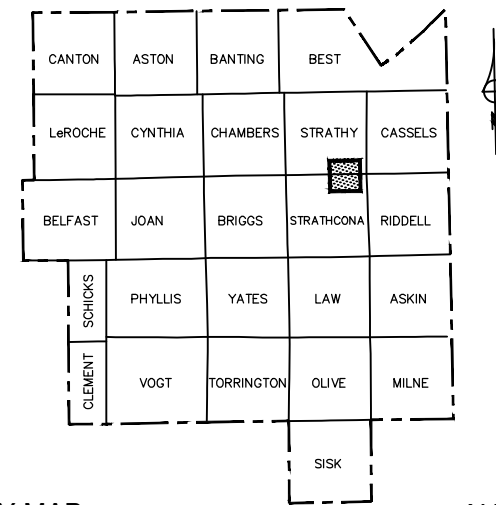 CANTON ASTON BANTING BEST
LeROCHE CYNTHIA CHAMBERS STRATHY CASSELS
BELFAST JOAN BRIGGS STRATHCONA RIDDELL
SCHICKS PHYLLIS YATES LAW ASKIN
CLEMENT VOGT TORRINGTON OLIVE MILNE
SISK